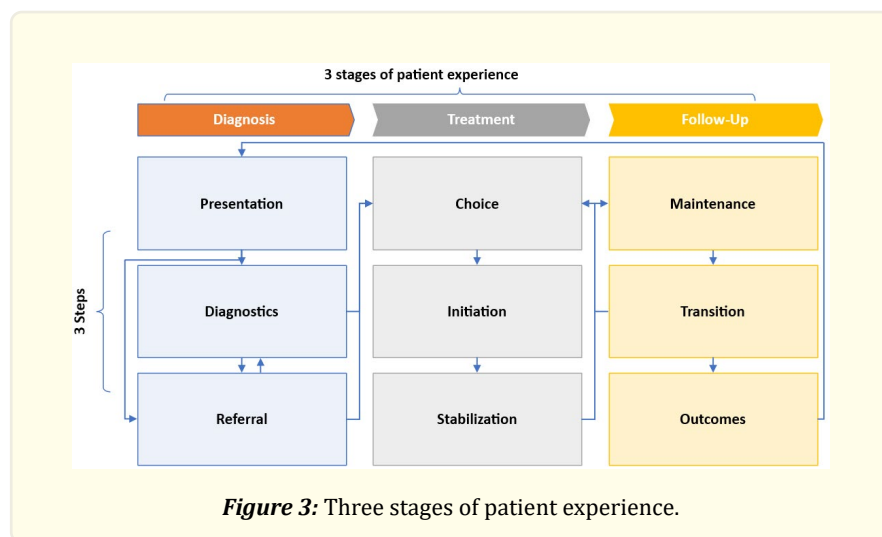 3 stages of patient experience
Diagnosis
Treatment
Follow-Up
3 Steps
Presentation
Choice
Maintenance
Diagnostics
Initiation
Transition
Referral
Stabilization
Outcomes
Figure 3: Three stages of patient experience.